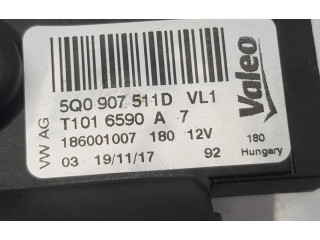 5Q0 907 511D VL1
T101 6590 A 7
186001007 180 12V
03 19/11/17 92
VW AG
Valeo
180
Hungary